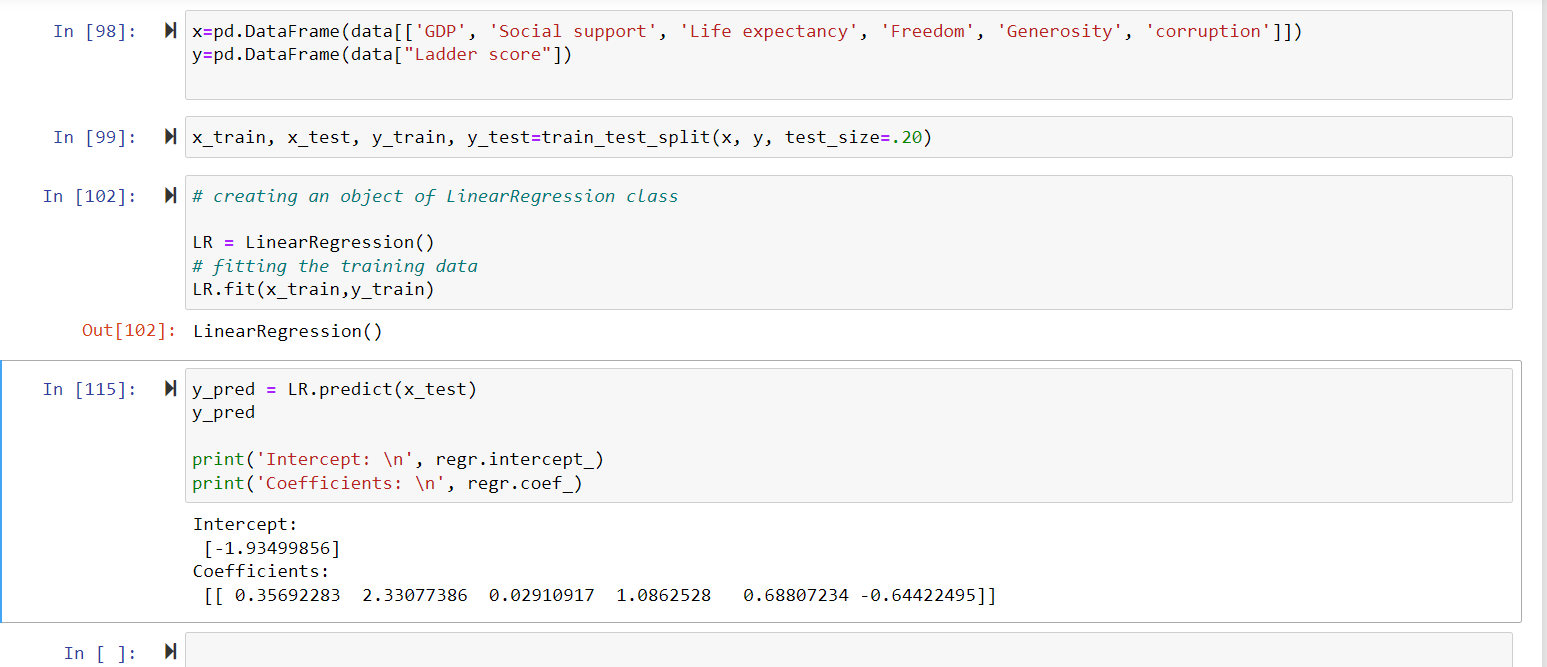 In [98]:
x=pd.DataFrame(data[['GDP', 'Social support', 'Life expectancy', 'Freedom', 'Generosity', 'corruption']])
y=pd.DataFrame(data["Ladder score"])
In [99]:
x_train, x_test, y_train, y_test=train_test_split(x, y, test_size=.20)
In [102]:
# creating an object of LinearRegression class
LR = LinearRegression()
# fitting the training data
LR.fit(x_train,y_train)
Out[102]:
LinearRegression()
In [115]:
y_pred = LR.predict(x_test)
y_pred
print('Intercept: \n', regr.intercept_)
print('Coefficients: \n', regr.coef_)
Intercept:
[-1.93499856]
Coefficients:
[[ 0.35692283  2.33077386  0.02910917  1.0862528   0.68807234 -0.64422495]]
In [ ]: